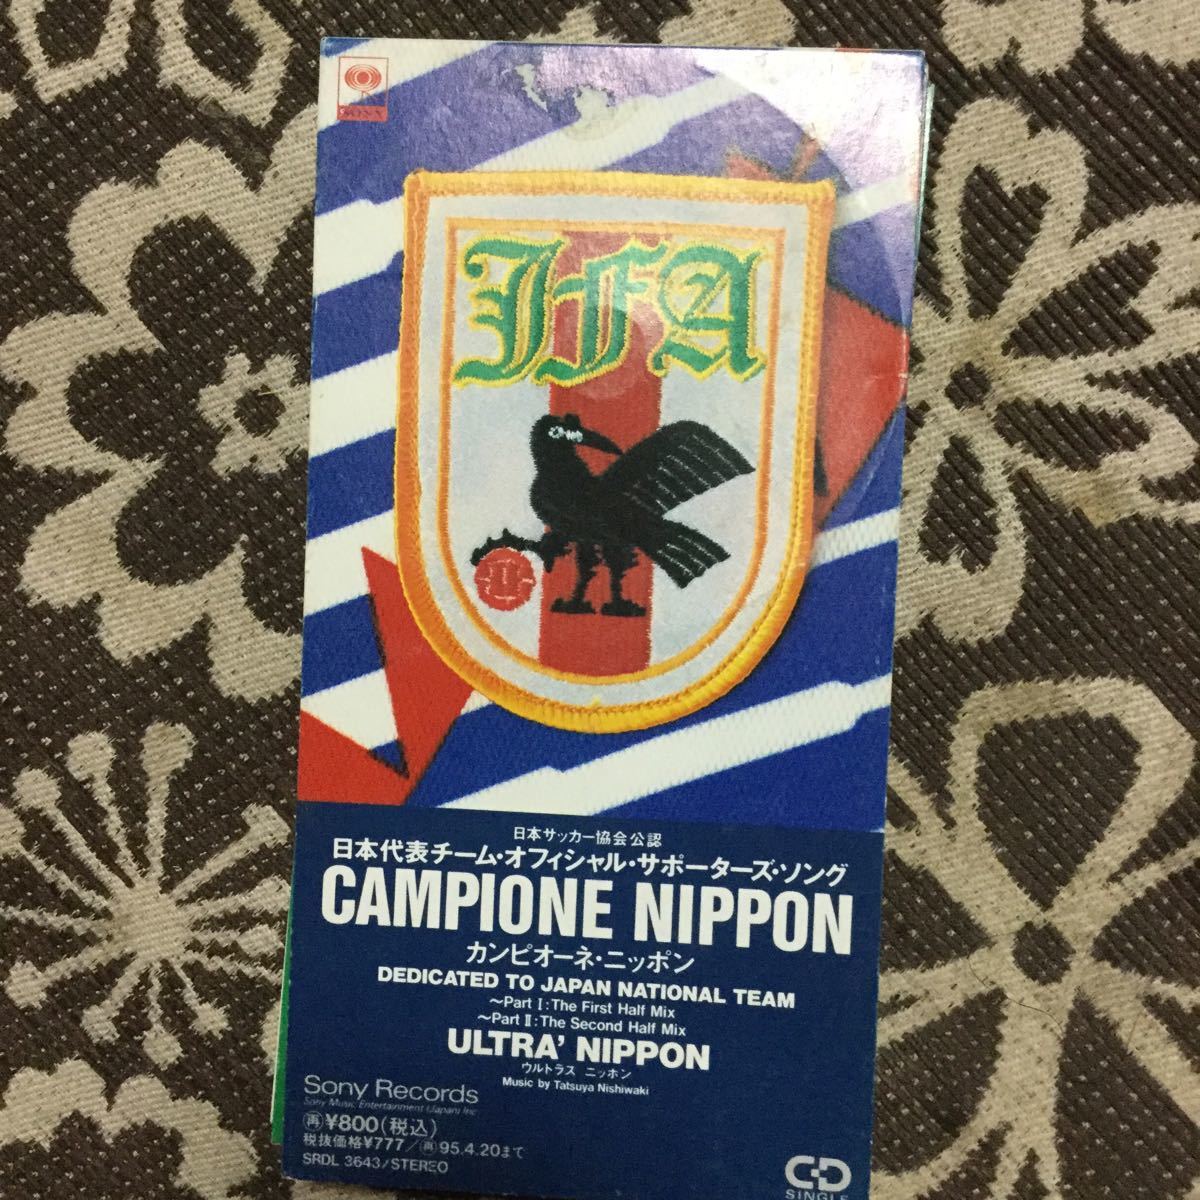 SONY
JFA
日本サッカー協会公認
日本代表チーム・オフィシャル・サポーターズ・ソング
CAMPIONE NIPPON
カンピオーネ・ニッポン
DEDICATED TO JAPAN NATIONAL TEAM
〜Part Ⅰ:The First Half Mix
〜Part Ⅱ:The Second Half Mix
ULTRA' NIPPON
ウルトラス ニッポン
Music by Tatsuya Nishiwaki
Sony Records
Sony Music Entertainment (Japan) Inc.
再¥800(税込)
税抜価格¥777/再95.4.20まで
SRDL 3643/STEREO
CD
SINGLE